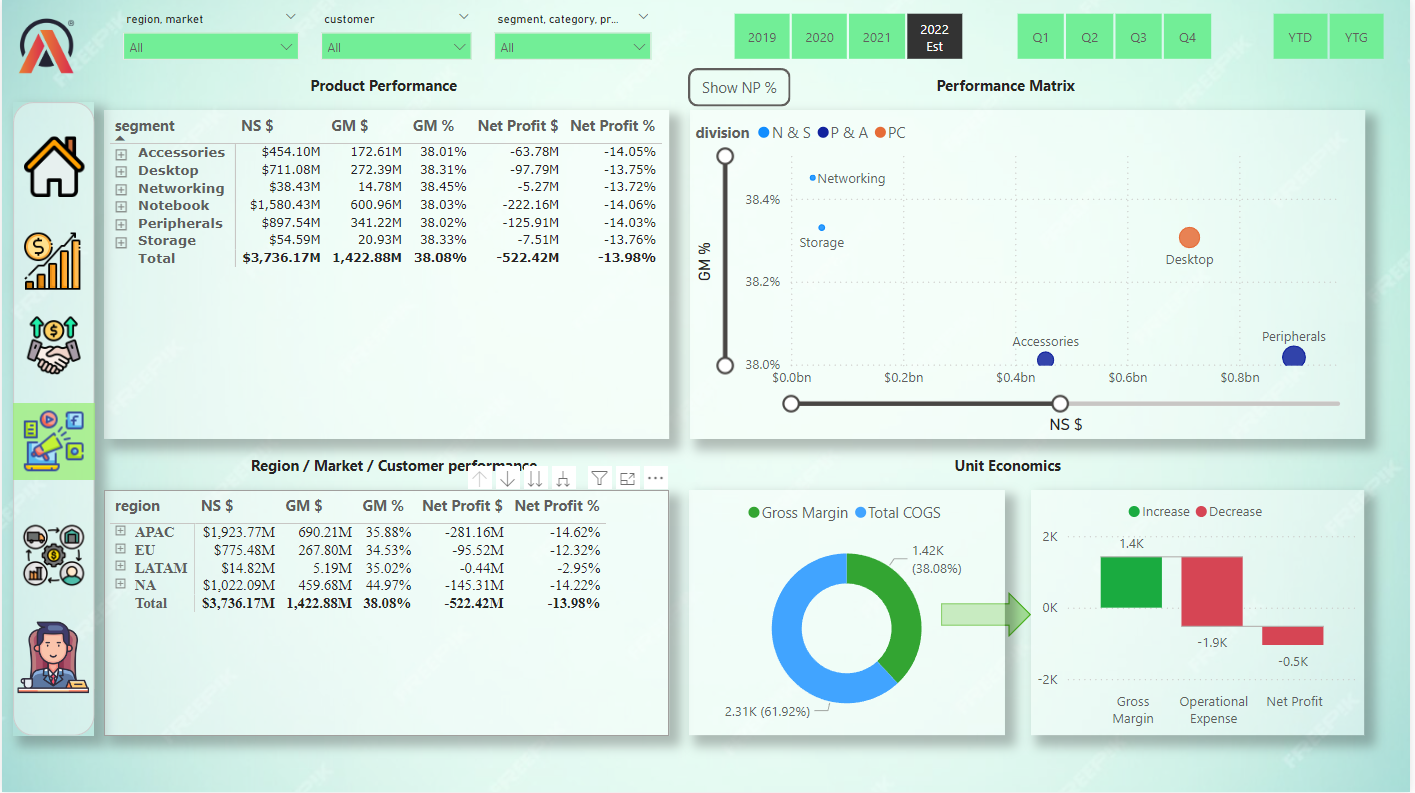 region, market
customer
segment, category, pr...
All
All
All
2019 2020 2021 2022 Est
Q1 Q2 Q3 Q4
YTD YTG
Product Performance
segment NS $ GM $ GM % Net Profit $ Net Profit %
Accessories $454.10M 172.61M 38.01% -63.78M -14.05%
Desktop $711.08M 272.39M 38.31% -97.79M -13.75%
Networking $38.43M 14.78M 38.45% -5.27M -13.72%
Notebook $1,580.43M 600.96M 38.03% -222.16M -14.06%
Peripherals $897.54M 341.22M 38.02% -125.91M -14.03%
Storage $54.59M 20.93M 38.33% -7.51M -13.76%
Total $3,736.17M 1,422.88M 38.08% -522.42M -13.98%
Show NP %
Performance Matrix
division N & S P & A PC
GM %
38.4%
38.2%
38.0%
Networking
Storage
Desktop
Accessories
Peripherals
$0.0bn $0.2bn $0.4bn $0.6bn $0.8bn
NS $
Region / Market / Customer performance
region NS $ GM $ GM % Net Profit $ Net Profit %
APAC $1,923.77M 690.21M 35.88% -281.16M -14.62%
EU $775.48M 267.80M 34.53% -95.52M -12.32%
LATAM $14.82M 5.19M 35.02% -0.44M -2.95%
NA $1,022.09M 459.68M 44.97% -145.31M -14.22%
Total $3,736.17M 1,422.88M 38.08% -522.42M -13.98%
Unit Economics
Gross Margin Total COGS
1.42K
(38.08%)
2.31K (61.92%)
Increase Decrease
2K
0K
-2K
1.4K
-1.9K
-0.5K
Gross Margin
Operational Expense
Net Profit
FREEPIK